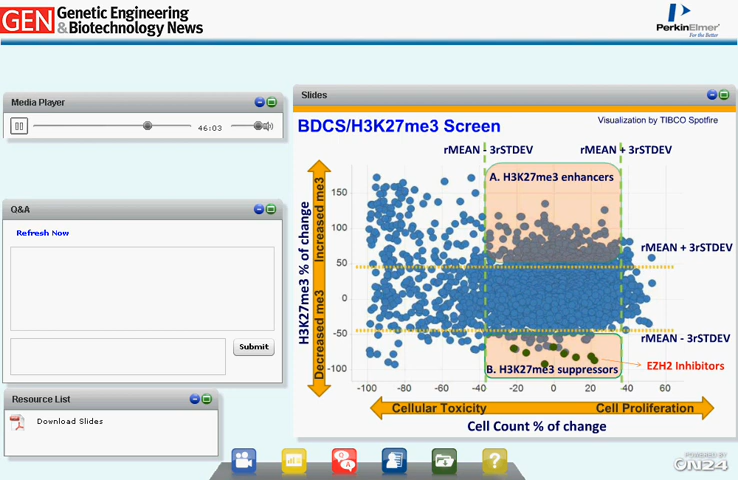 GEN Genetic Engineering
& Biotechnology News
PerkinElmer
For the Better
Media Player
46:03
Q&A
Refresh Now
Submit
Resource List
Download Slides
Slides
BDCS/H3K27me3 Screen
Visualization by TIBCO Spotfire
rMEAN - 3rSTDEV
rMEAN + 3rSTDEV
A. H3K27me3 enhancers
H3K27me3 % of change
Increased me3
Decreased me3
150
100
50
0
-50
-100
rMEAN + 3rSTDEV
rMEAN - 3rSTDEV
EZH2 Inhibitors
B. H3K27me3 suppressors
-100 -80 -60 -40 -20 0 20 40 60
Cellular Toxicity
Cell Proliferation
Cell Count % of change
Q
A
?
POWERED BY
ON24